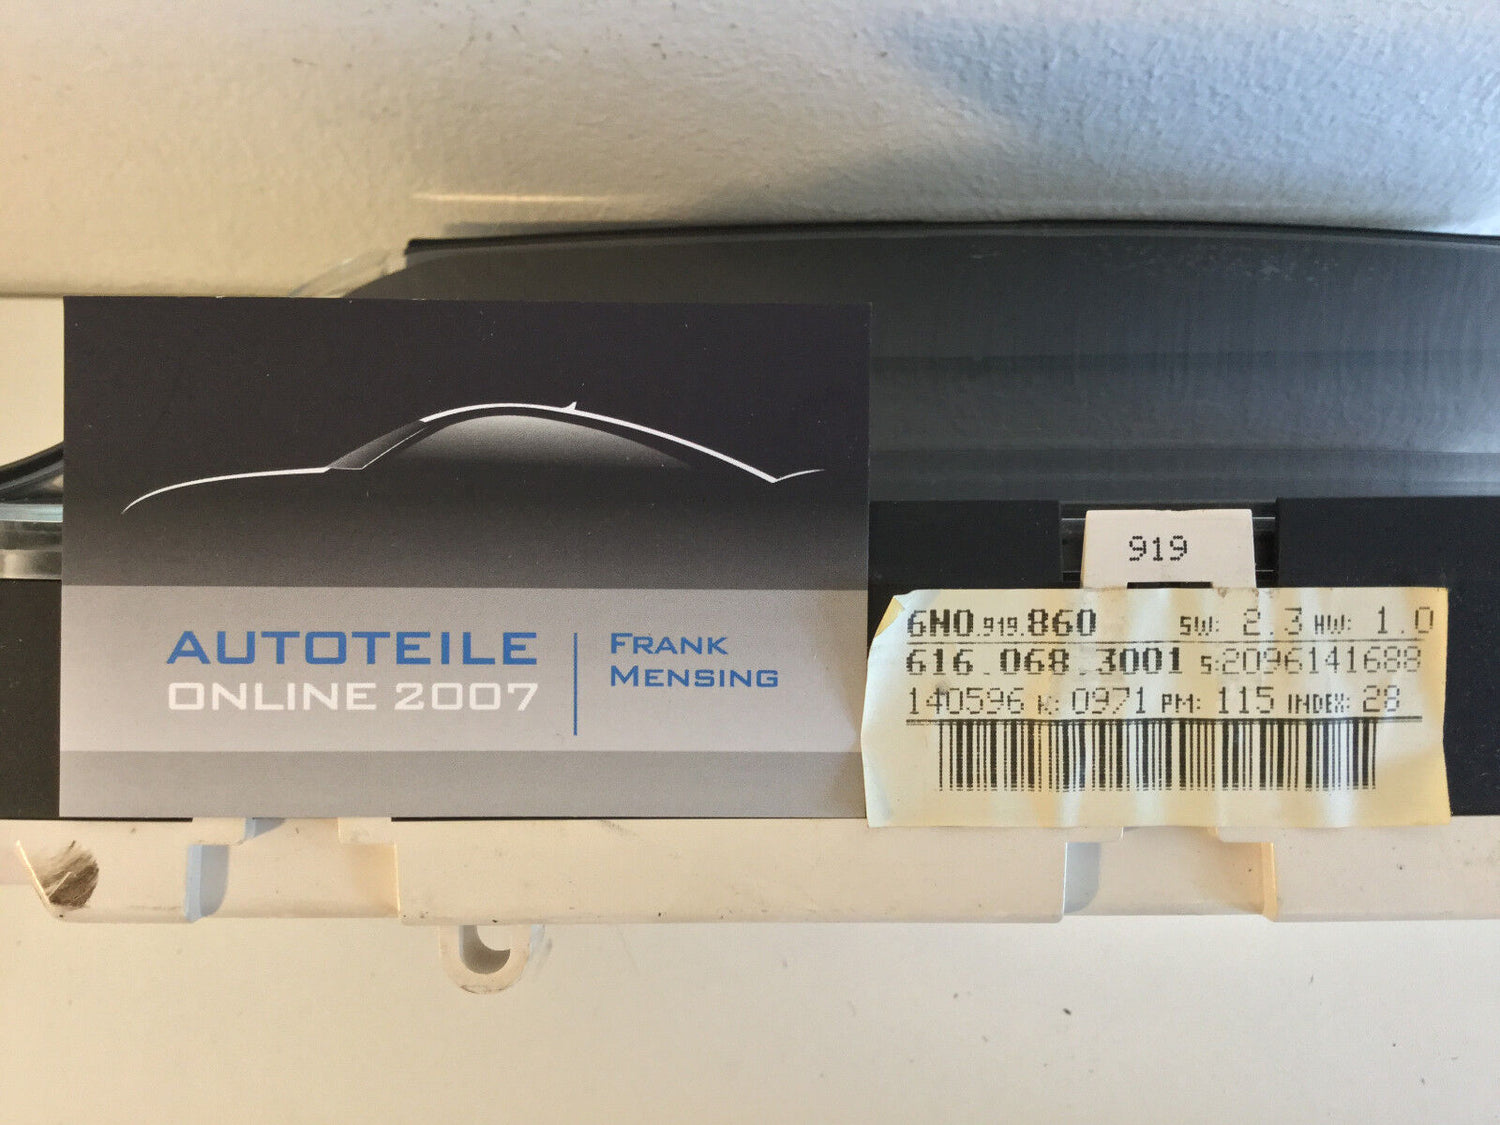 AUTOTEILE
ONLINE 2007
FRANK
MENSING
919
6N0.919.860 SW: 2.3 HW: 1.0
616.068.3001 S:2096141688
140596 K: 0971 PM: 115 INDEX: 28